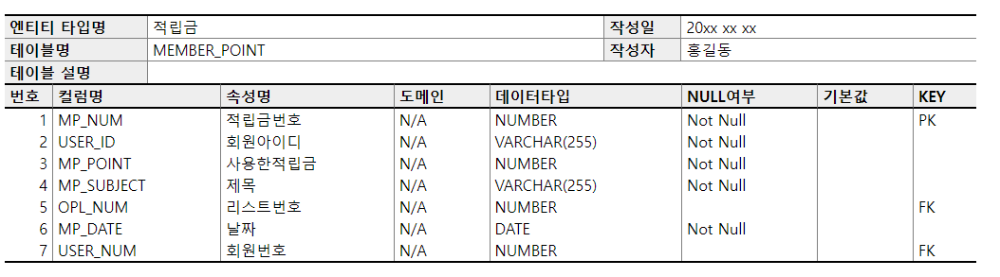 엔티티 타입명 적립금 작성일 20xx xx xx
테이블명 MEMBER_POINT 작성자 홍길동
테이블 설명
번호 컬럼명 속성명 도메인 데이터타입 NULL여부 기본값 KEY
1 MP_NUM 적립금번호 N/A NUMBER Not Null PK
2 USER_ID 회원아이디 N/A VARCHAR(255) Not Null
3 MP_POINT 사용한적립금 N/A NUMBER Not Null
4 MP_SUBJECT 제목 N/A VARCHAR(255) Not Null
5 OPL_NUM 리스트번호 N/A NUMBER FK
6 MP_DATE 날짜 N/A DATE Not Null
7 USER_NUM 회원번호 N/A NUMBER FK